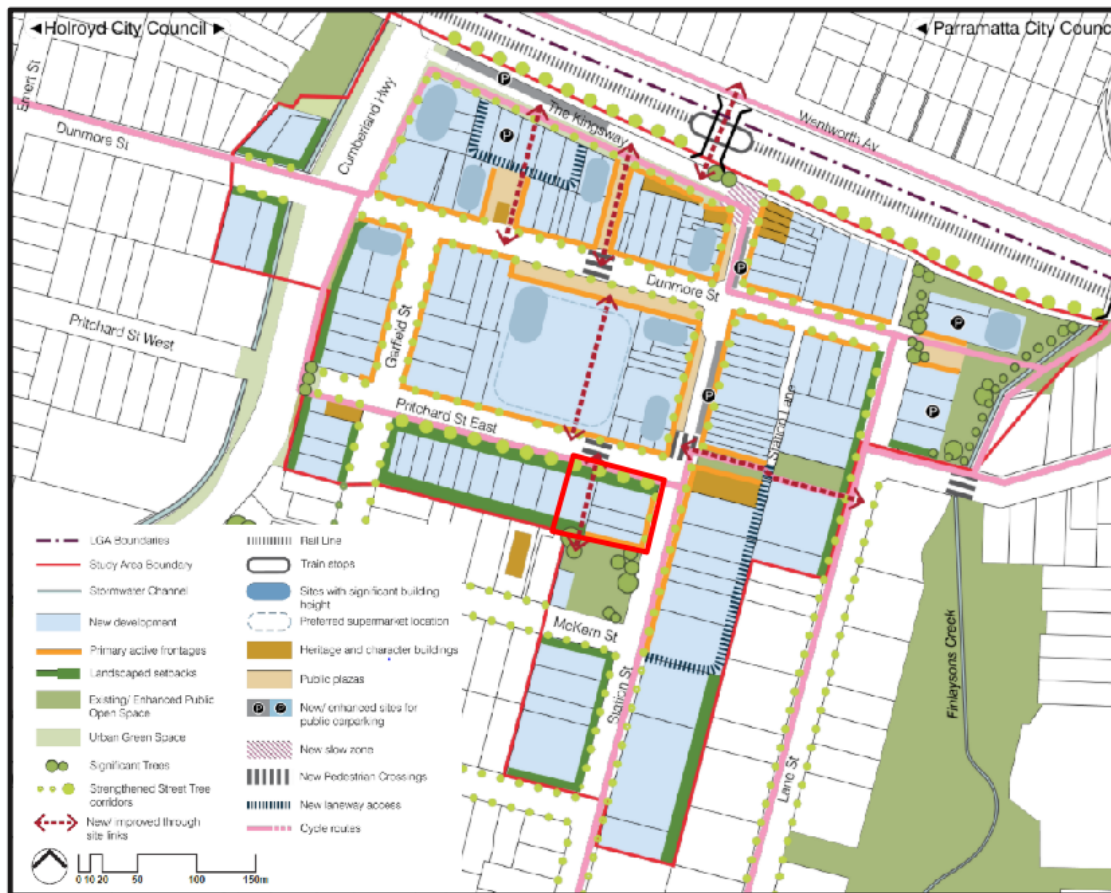 ◄Holroyd City Council ►
◄ Parramatta City Counc
Emert St
Dunmore St
Cumberland Hwy
P
The Kingsway
P
Wentworth Av
Dunmore St
P
P
Pritchard St West
Garfield St
P
Station Lane
P
Pritchard St East
McKern St
Station St
Lane St
Finlaysons Creek
LGA Boundaries
Study Area Boundary
Stormwater Channel
New development
Primary active frontages
Landscaped setbacks
Existing/ Enhanced Public
Open Space
Urban Green Space
Significant Trees
Strengthened Street Tree
corridors
New/ improved through
site links
Rail Line
Train stops
Sites with significant building
height
Preferred supermarket location
Heritage and character buildings
Public plazas
P P
New/ enhanced sites for
public carparking
New slow zone
New Pedestrian Crossings
New laneway access
Cycle routes
0 10 20 50 100 150m